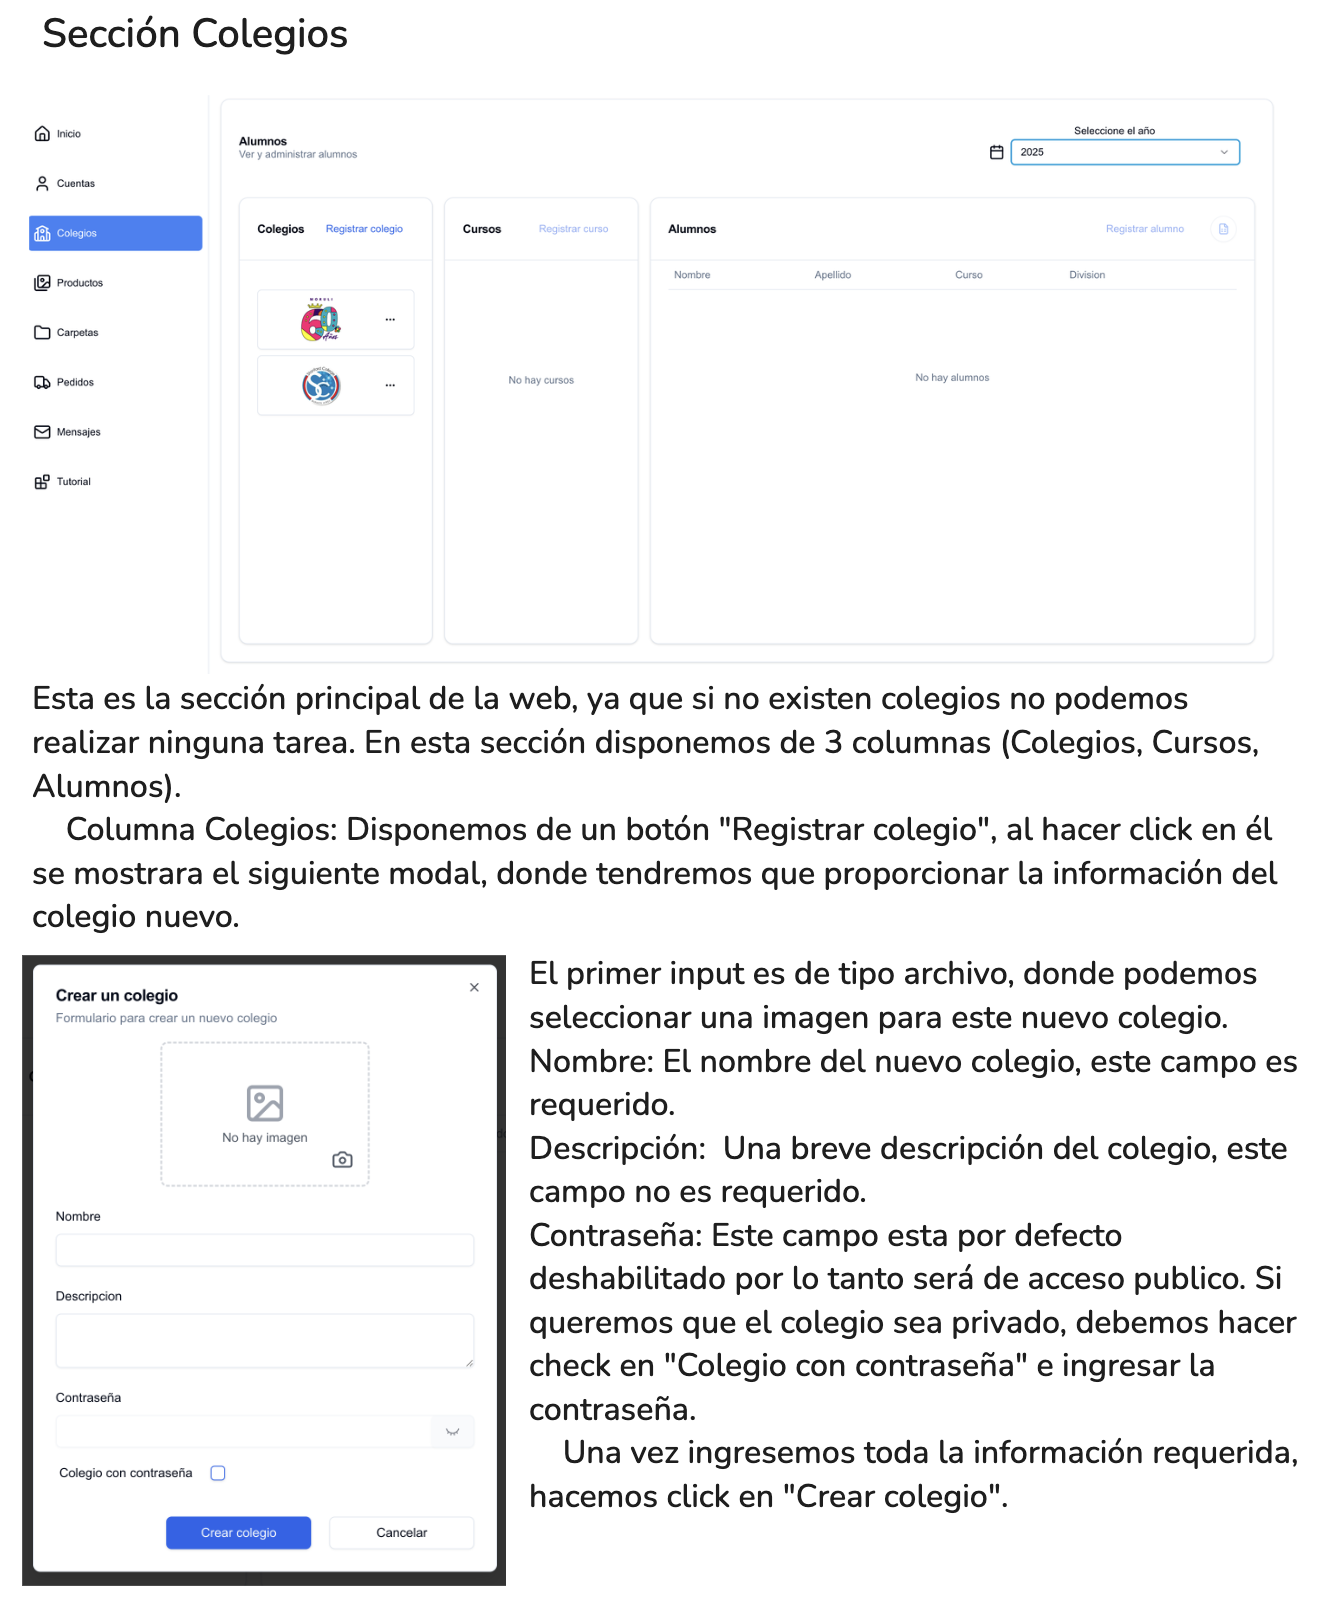 Sección Colegios
Inicio
Cuentas
Colegios
Productos
Carpetas
Pedidos
Mensajes
Tutorial
Alumnos
Ver y administrar alumnos
Seleccione el año
2025
Colegios Registrar colegio
MORULI
60
Años
Cursos Registrar curso
No hay cursos
Alumnos Registrar alumno
Nombre Apellido Curso Division
No hay alumnos
Esta es la sección principal de la web, ya que si no existen colegios no podemos
realizar ninguna tarea. En esta sección disponemos de 3 columnas (Colegios, Cursos,
Alumnos).
Columna Colegios: Disponemos de un botón "Registrar colegio", al hacer click en él
se mostrara el siguiente modal, donde tendremos que proporcionar la información del
colegio nuevo.
Crear un colegio
Formulario para crear un nuevo colegio
No hay imagen
Nombre
Descripcion
Contraseña
Colegio con contraseña
Crear colegio Cancelar
El primer input es de tipo archivo, donde podemos
seleccionar una imagen para este nuevo colegio.
Nombre: El nombre del nuevo colegio, este campo es
requerido.
Descripción:  Una breve descripción del colegio, este
campo no es requerido.
Contraseña: Este campo esta por defecto
deshabilitado por lo tanto será de acceso publico. Si
queremos que el colegio sea privado, debemos hacer
check en "Colegio con contraseña" e ingresar la
contraseña.
Una vez ingresemos toda la información requerida,
hacemos click en "Crear colegio".